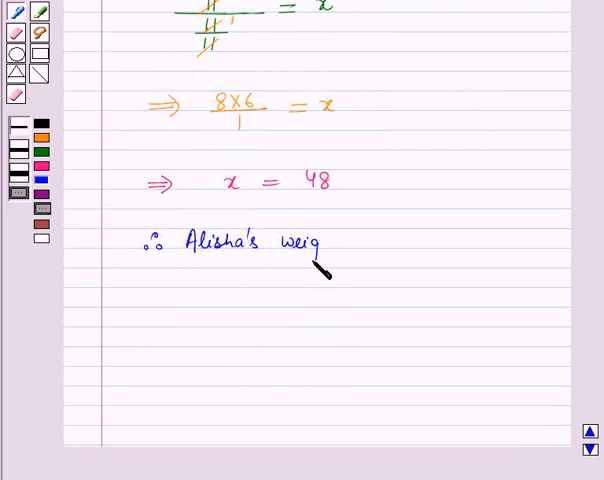 = x
⇒ 8×6 / 1 = x
⇒ x = 48
∴ Alisha's weig